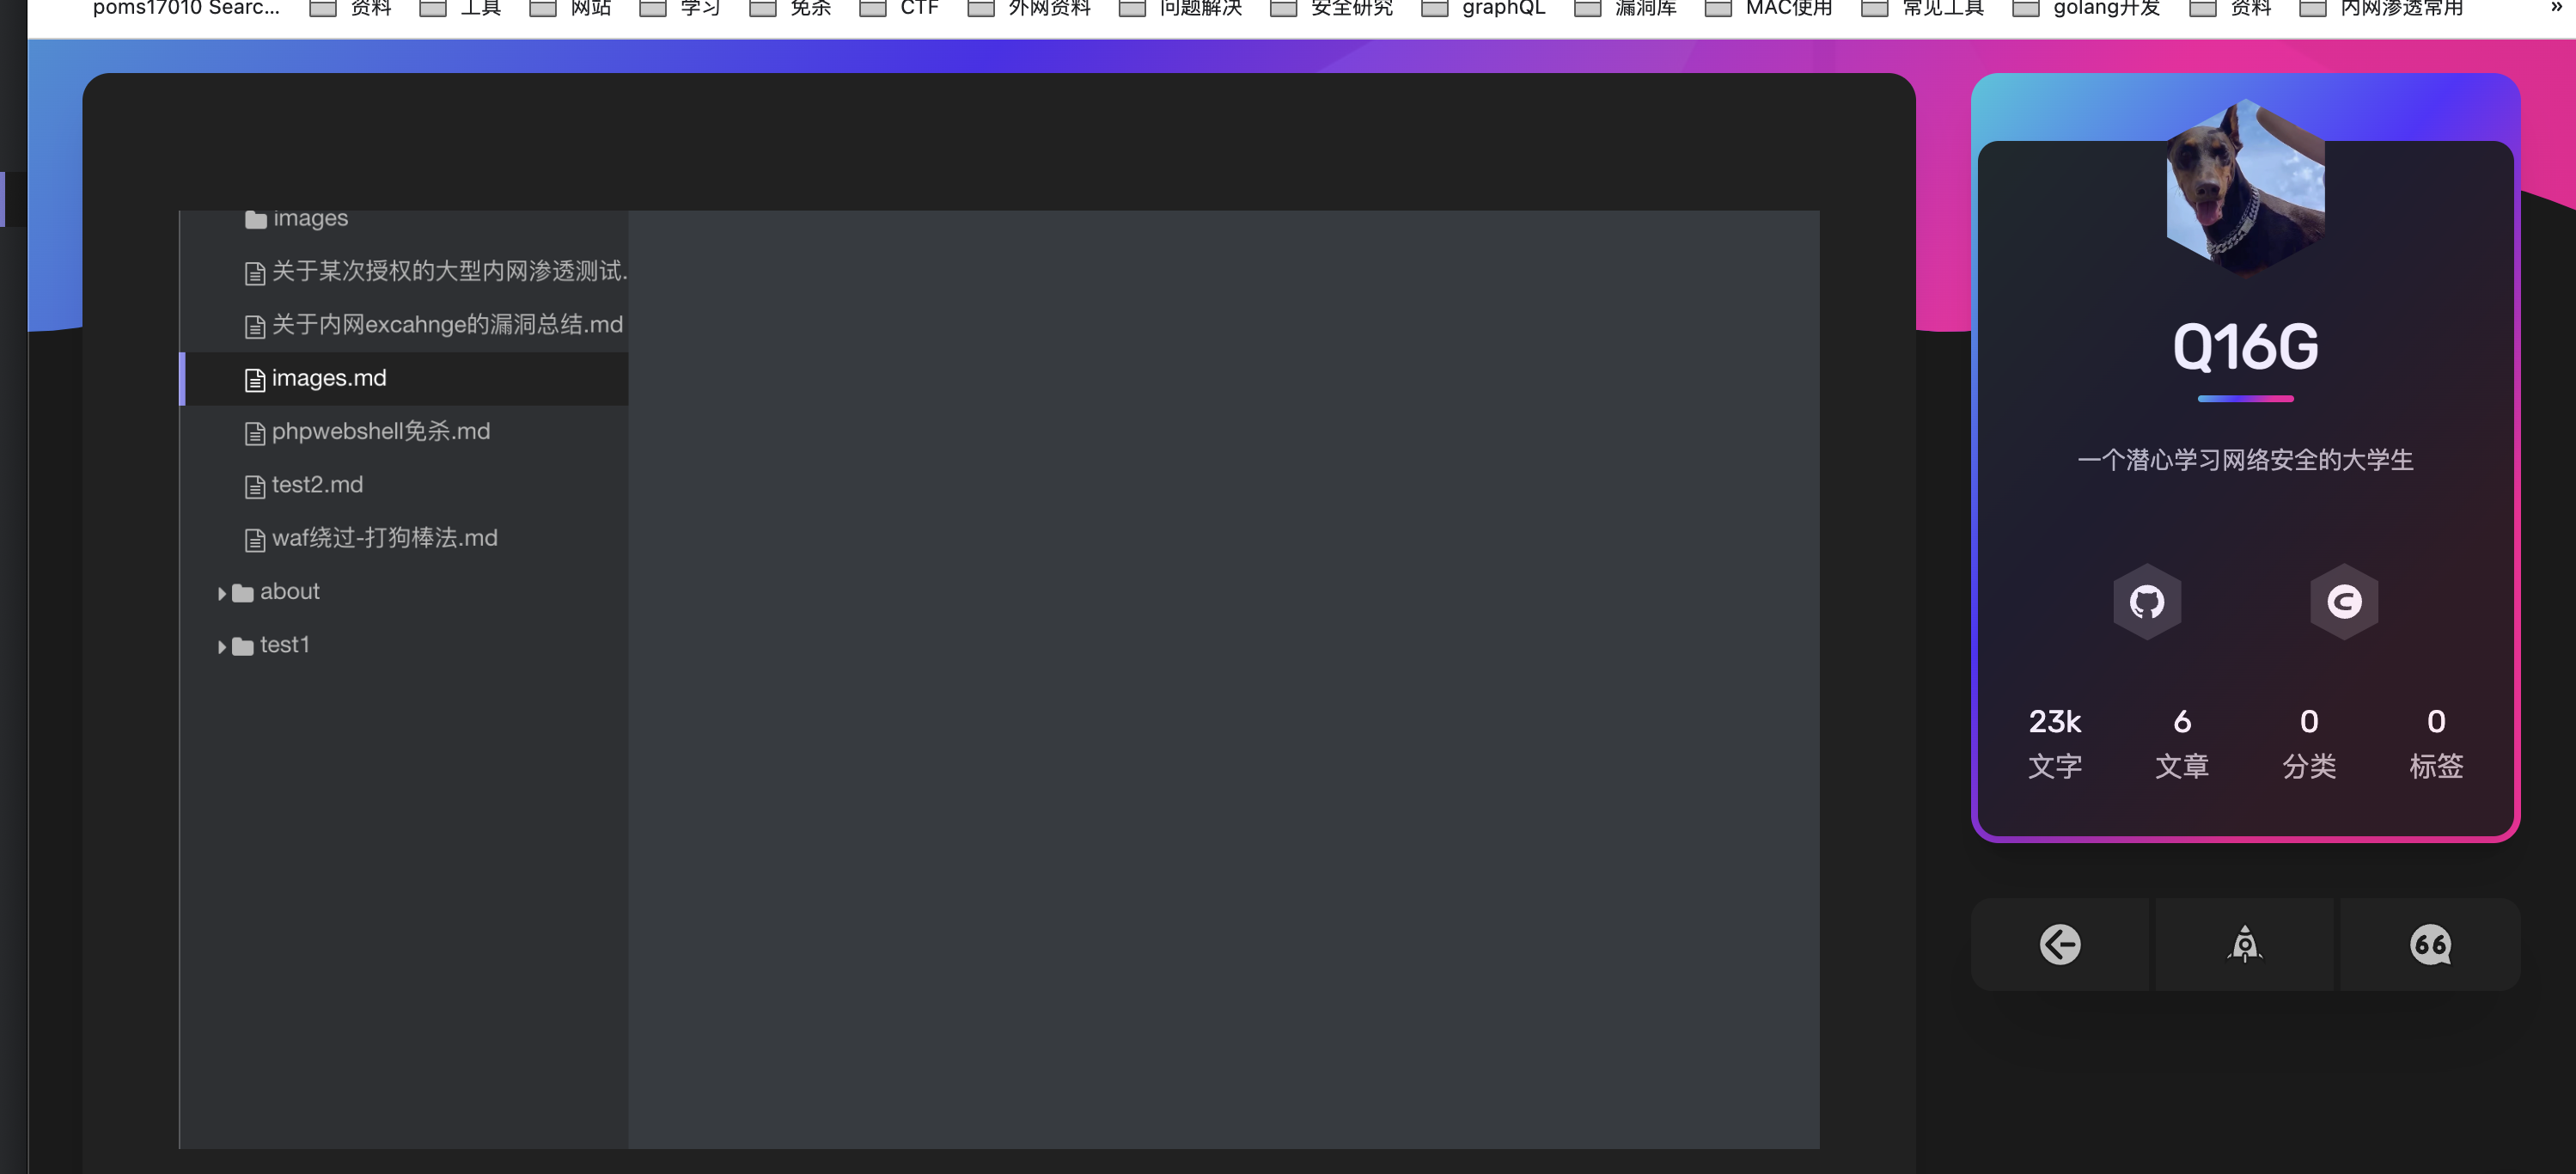 poms17010 Searc... 资料 工具 网站 学习 免杀 CTF 外网资料 问题解决 安全研究 graphQL 漏洞库 MAC使用 常见工具 golang开发 资料 内网渗透常用 »
images
关于某次授权的大型内网渗透测试.
关于内网excahnge的漏洞总结.md
images.md
phpwebshell免杀.md
test2.md
waf绕过-打狗棒法.md
about
test1
Q16G
一个潜心学习网络安全的大学生
23k 6 0 0
文字 文章 分类 标签